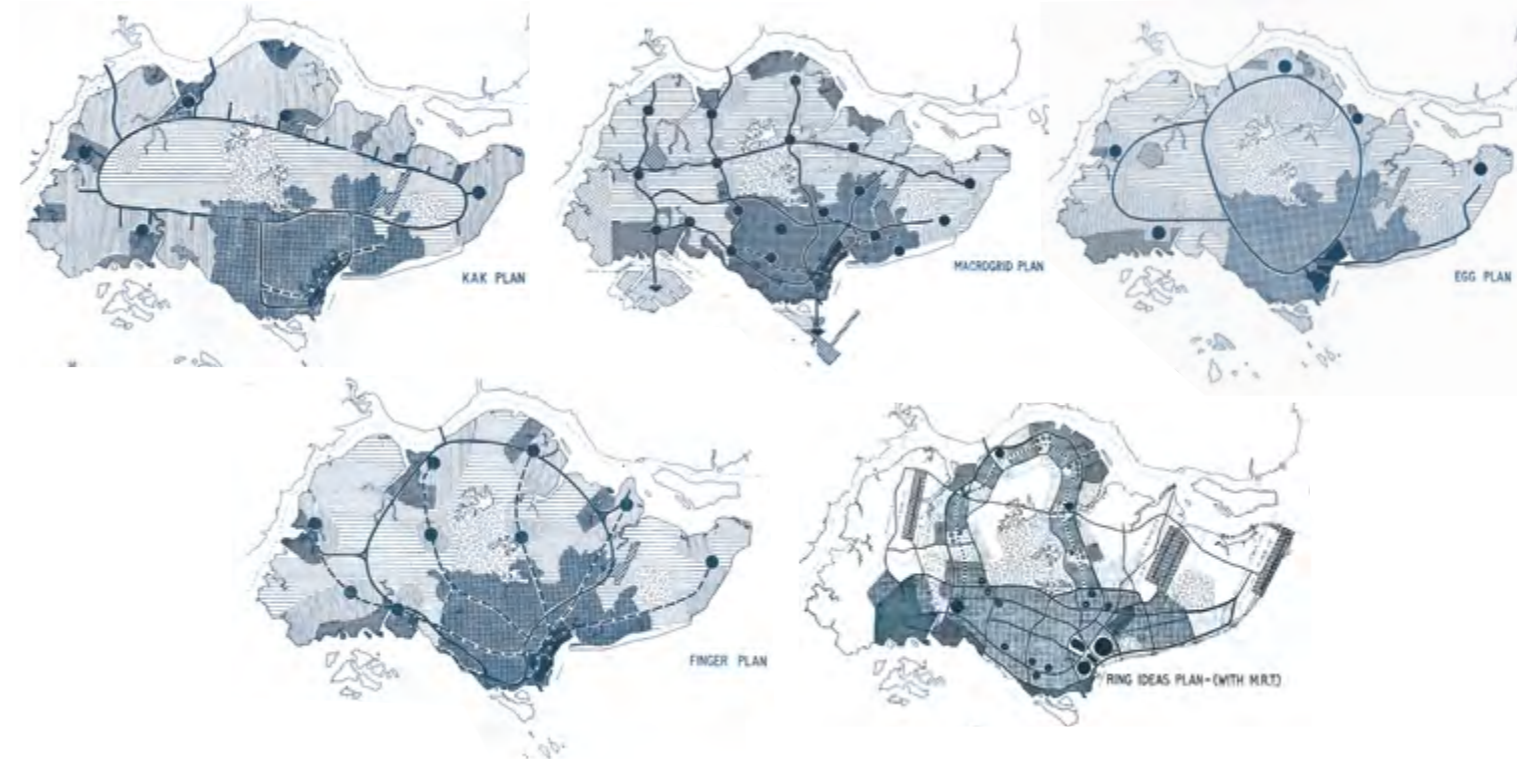 KAK PLAN
MACROGRID PLAN
EGG PLAN
FINGER PLAN
RING IDEAS PLAN-(WITH M.R.T)